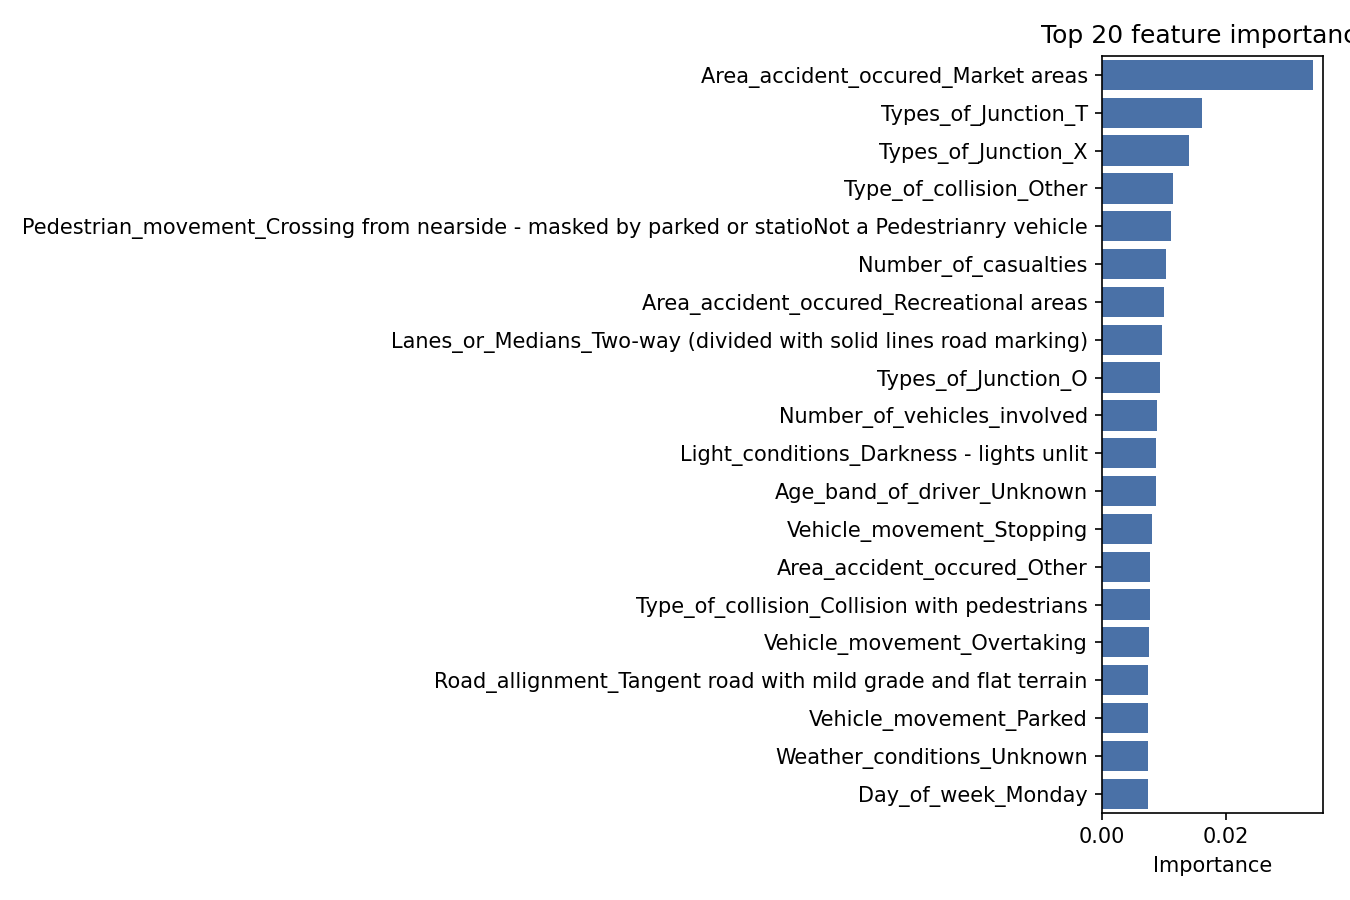 Top 20 feature importanc
Area_accident_occured_Market areas
Types_of_Junction_T
Types_of_Junction_X
Type_of_collision_Other
Pedestrian_movement_Crossing from nearside - masked by parked or statioNot a Pedestrianry vehicle
Number_of_casualties
Area_accident_occured_Recreational areas
Lanes_or_Medians_Two-way (divided with solid lines road marking)
Types_of_Junction_O
Number_of_vehicles_involved
Light_conditions_Darkness - lights unlit
Age_band_of_driver_Unknown
Vehicle_movement_Stopping
Area_accident_occured_Other
Type_of_collision_Collision with pedestrians
Vehicle_movement_Overtaking
Road_allignment_Tangent road with mild grade and flat terrain
Vehicle_movement_Parked
Weather_conditions_Unknown
Day_of_week_Monday
0.00 0.02
Importance